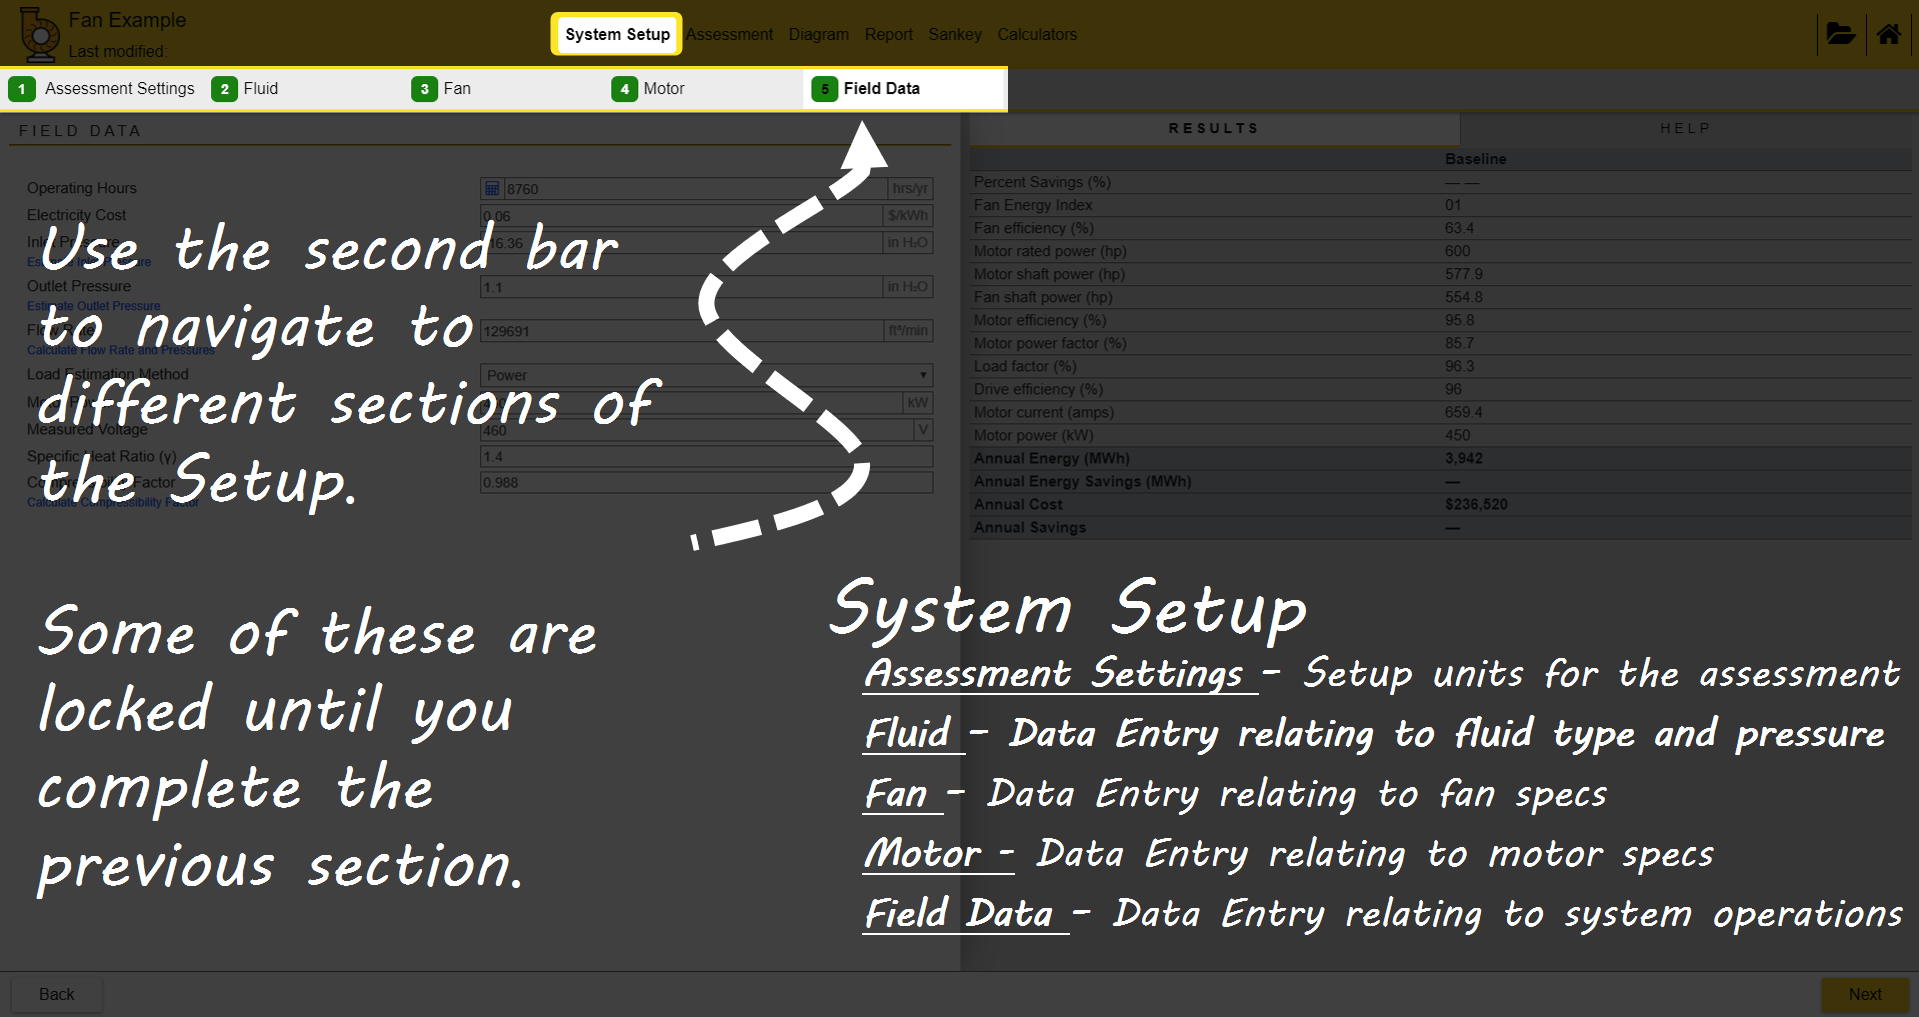 Fan Example
Last modified:
System Setup Assessment Diagram Report Sankey Calculators
1 Assessment Settings 2 Fluid 3 Fan 4 Motor 5 Field Data
FIELD DATA
Operating Hours 8760 hrs/yr
Electricity Cost 0.06 $/kWh
Inlet Pressure -16.36 in H₂O
Estimate Inlet Pressure
Outlet Pressure 1.1 in H₂O
Estimate Outlet Pressure
Flow Rate 129691 ft³/min
Calculate Flow Rate and Pressures
Load Estimation Method Power
kW
Measured Voltage 460 V
Specific Heat Ratio (γ) 1.4
Compressibility Factor 0.988
Calculate Compressibility Factor
Use the second bar
to navigate to
different sections of
the Setup.
Some of these are
locked until you
complete the
previous section.
RESULTS HELP
Baseline
Percent Savings (%) — —
Fan Energy Index 01
Fan efficiency (%) 63.4
Motor rated power (hp) 600
Motor shaft power (hp) 577.9
Fan shaft power (hp) 554.8
Motor efficiency (%) 95.8
Motor power factor (%) 85.7
Load factor (%) 96.3
Drive efficiency (%) 96
Motor current (amps) 659.4
Motor power (kW) 450
Annual Energy (MWh) 3,942
Annual Energy Savings (MWh) —
Annual Cost $236,520
Annual Savings —
System Setup
Assessment Settings - Setup units for the assessment
Fluid - Data Entry relating to fluid type and pressure
Fan - Data Entry relating to fan specs
Motor - Data Entry relating to motor specs
Field Data - Data Entry relating to system operations
Back Next